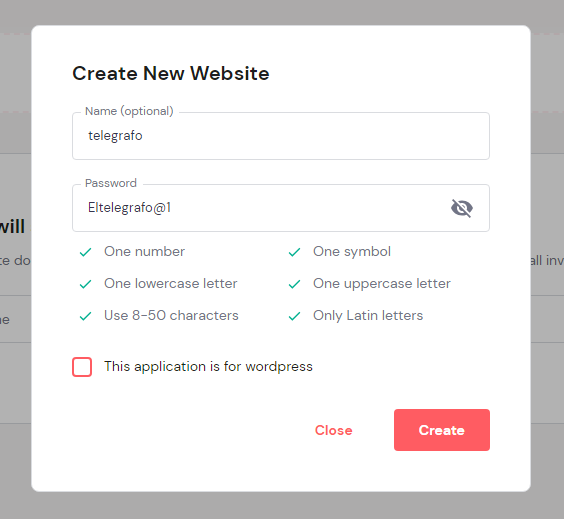 Create New Website
Name (optional)
telegrafo
Password
Eltelegrafo@1
will
te do
all inv
One number
One symbol
One lowercase letter
One uppercase letter
Use 8-50 characters
Only Latin letters
This application is for wordpress
Close
Create